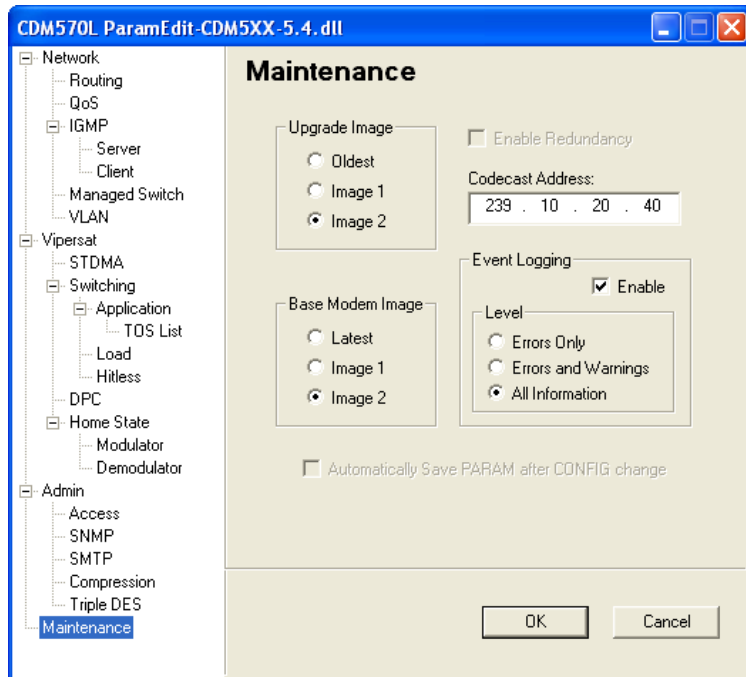 CDM570L ParamEdit-CDM5XX-5.4.dll
Network
Routing
QoS
IGMP
Server
Client
Managed Switch
VLAN
Vipersat
STDMA
Switching
Application
TOS List
Load
Hitless
DPC
Home State
Modulator
Demodulator
Admin
Access
SNMP
SMTP
Compression
Triple DES
Maintenance
Maintenance
Upgrade Image
Oldest
Image 1
Image 2
Base Modem Image
Latest
Image 1
Image 2
Enable Redundancy
Codecast Address:
239 . 10 . 20 . 40
Event Logging
Enable
Level
Errors Only
Errors and Warnings
All Information
Automatically Save PARAM after CONFIG change
OK
Cancel